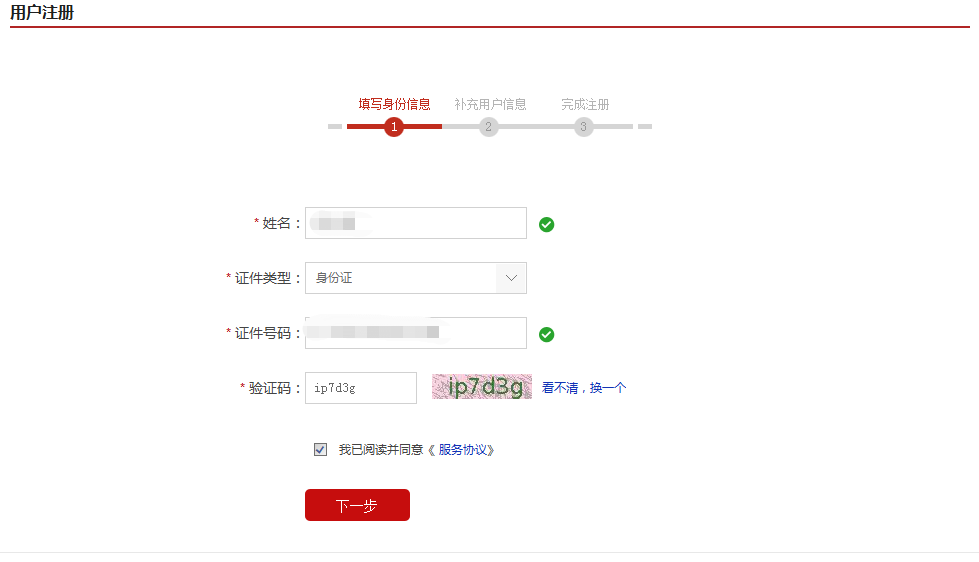 用户注册
填写身份信息 补充用户信息 完成注册
1 2 3
* 姓名：
* 证件类型： 身份证
* 证件号码：
* 验证码： ip7d3g ip7d3g 看不清，换一个
我已阅读并同意《 服务协议》
下一步